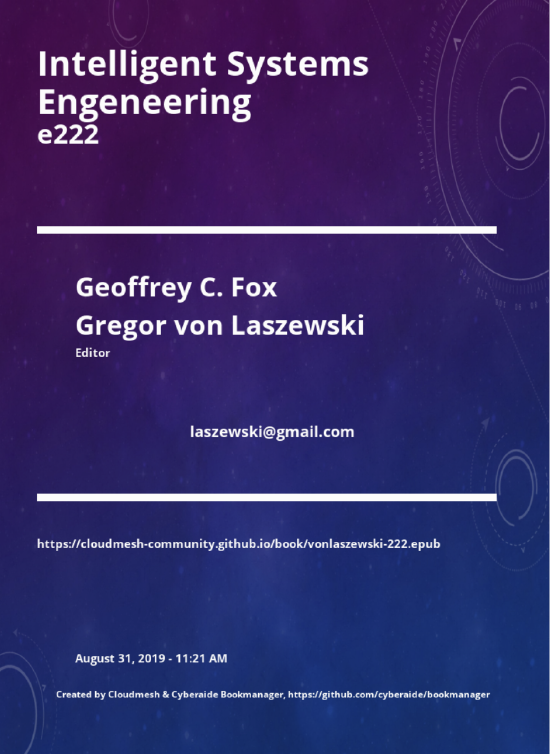 Intelligent Systems
Engeneering
e222
Geoffrey C. Fox
Gregor von Laszewski
Editor
laszewski@gmail.com
https://cloudmesh-community.github.io/book/vonlaszewski-222.epub
August 31, 2019 - 11:21 AM
Created by Cloudmesh & Cyberaide Bookmanager, https://github.com/cyberaide/bookmanager